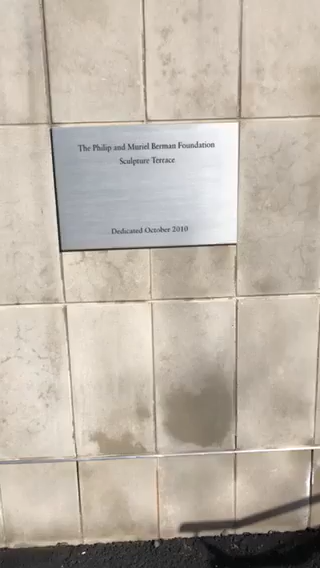 The Philip and Muriel Berman Foundation
Sculpture Terrace
Dedicated October 2010